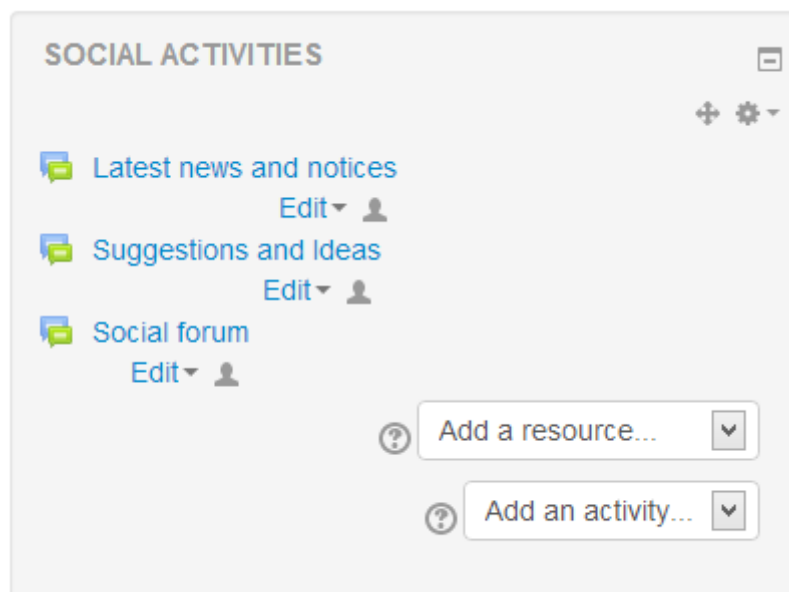 SOCIAL ACTIVITIES
Latest news and notices
Edit
Suggestions and Ideas
Edit
Social forum
Edit
Add a resource...
Add an activity...